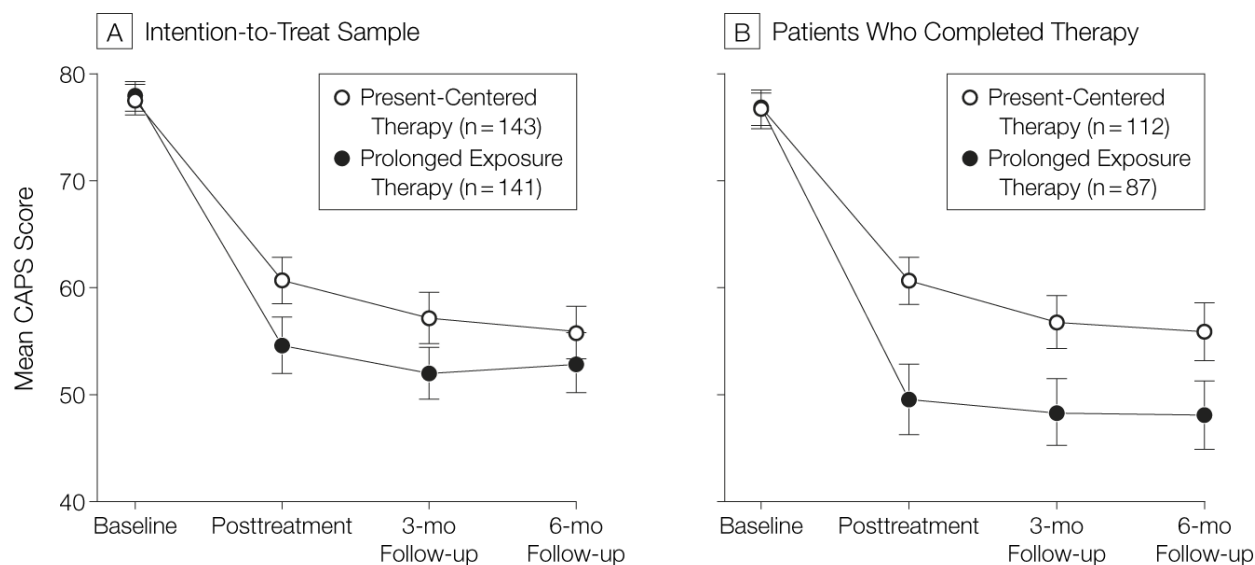 A Intention-to-Treat Sample
Mean CAPS Score
80
70
60
50
40
Present-Centered
Therapy (n = 143)
Prolonged Exposure
Therapy (n = 141)
Baseline
Posttreatment
3-mo
Follow-up
6-mo
Follow-up
B Patients Who Completed Therapy
Present-Centered
Therapy (n = 112)
Prolonged Exposure
Therapy (n = 87)
Baseline
Posttreatment
3-mo
Follow-up
6-mo
Follow-up